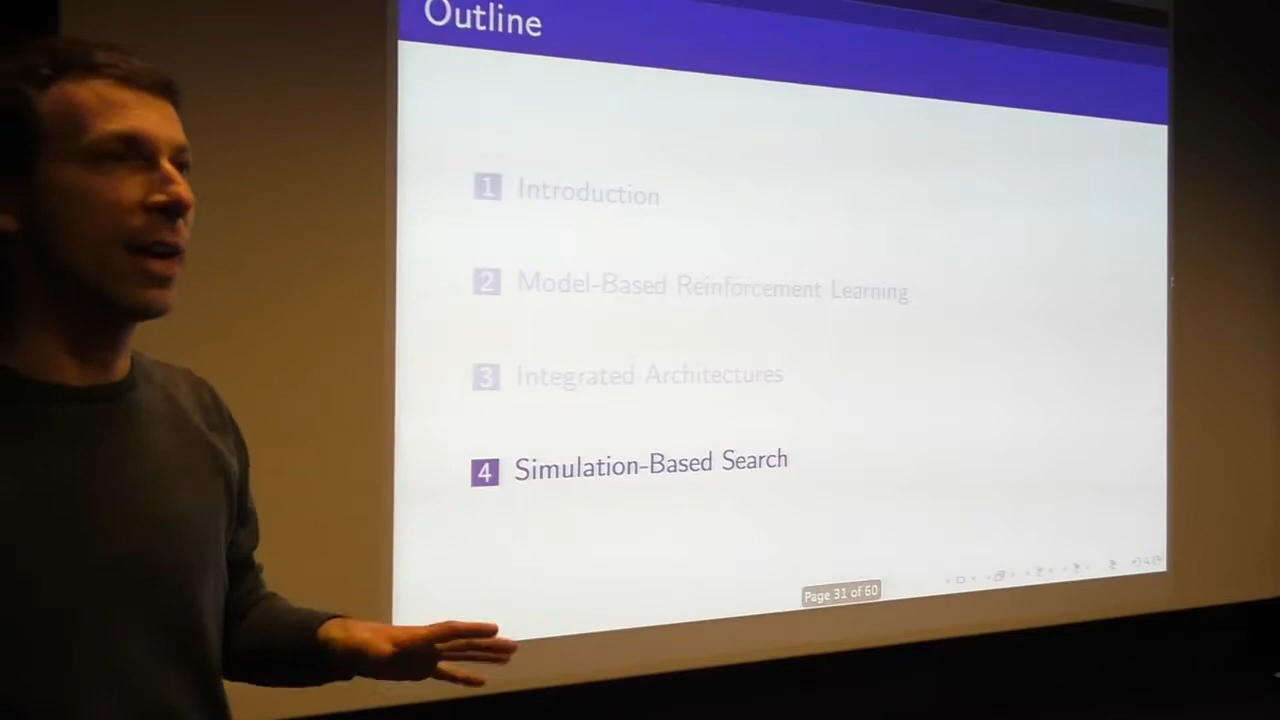 Outline
1 Introduction
2 Model-Based Reinforcement Learning
3 Integrated Architectures
4 Simulation-Based Search
Page 31 of 60